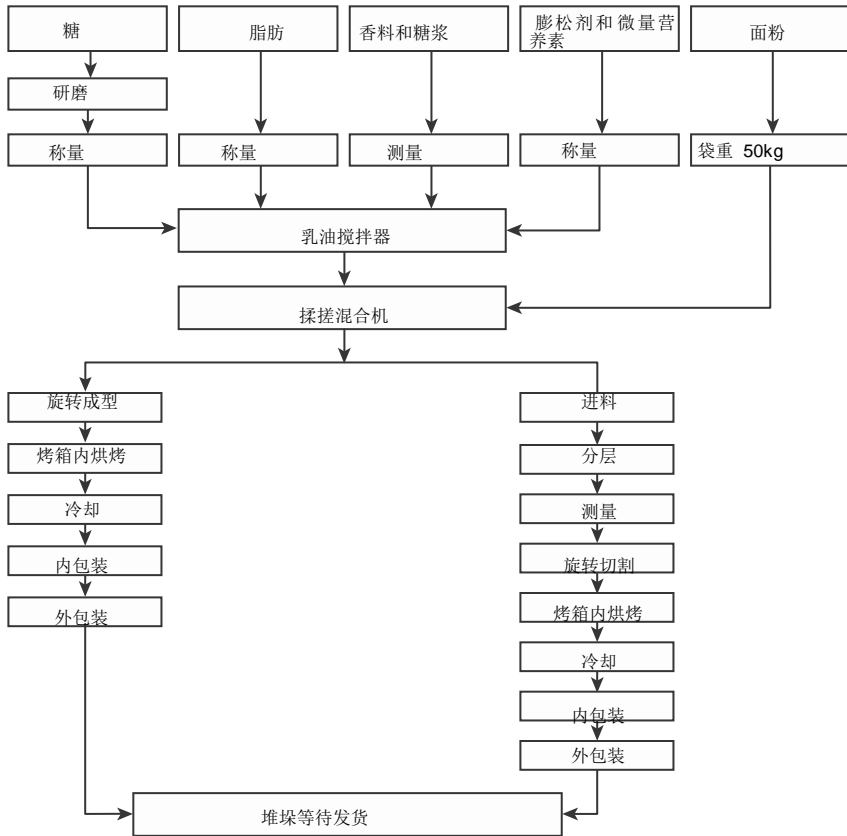 糖
脂肪
香料和糖浆
膨松剂和微量营
养素
面粉
研磨
称量
称量
测量
称量
袋重 50kg
乳油搅拌器
揉搓混合机
旋转成型
进料
烤箱内烘烤
分层
冷却
测量
内包装
旋转切割
外包装
烤箱内烘烤
冷却
内包装
外包装
堆垛等待发货